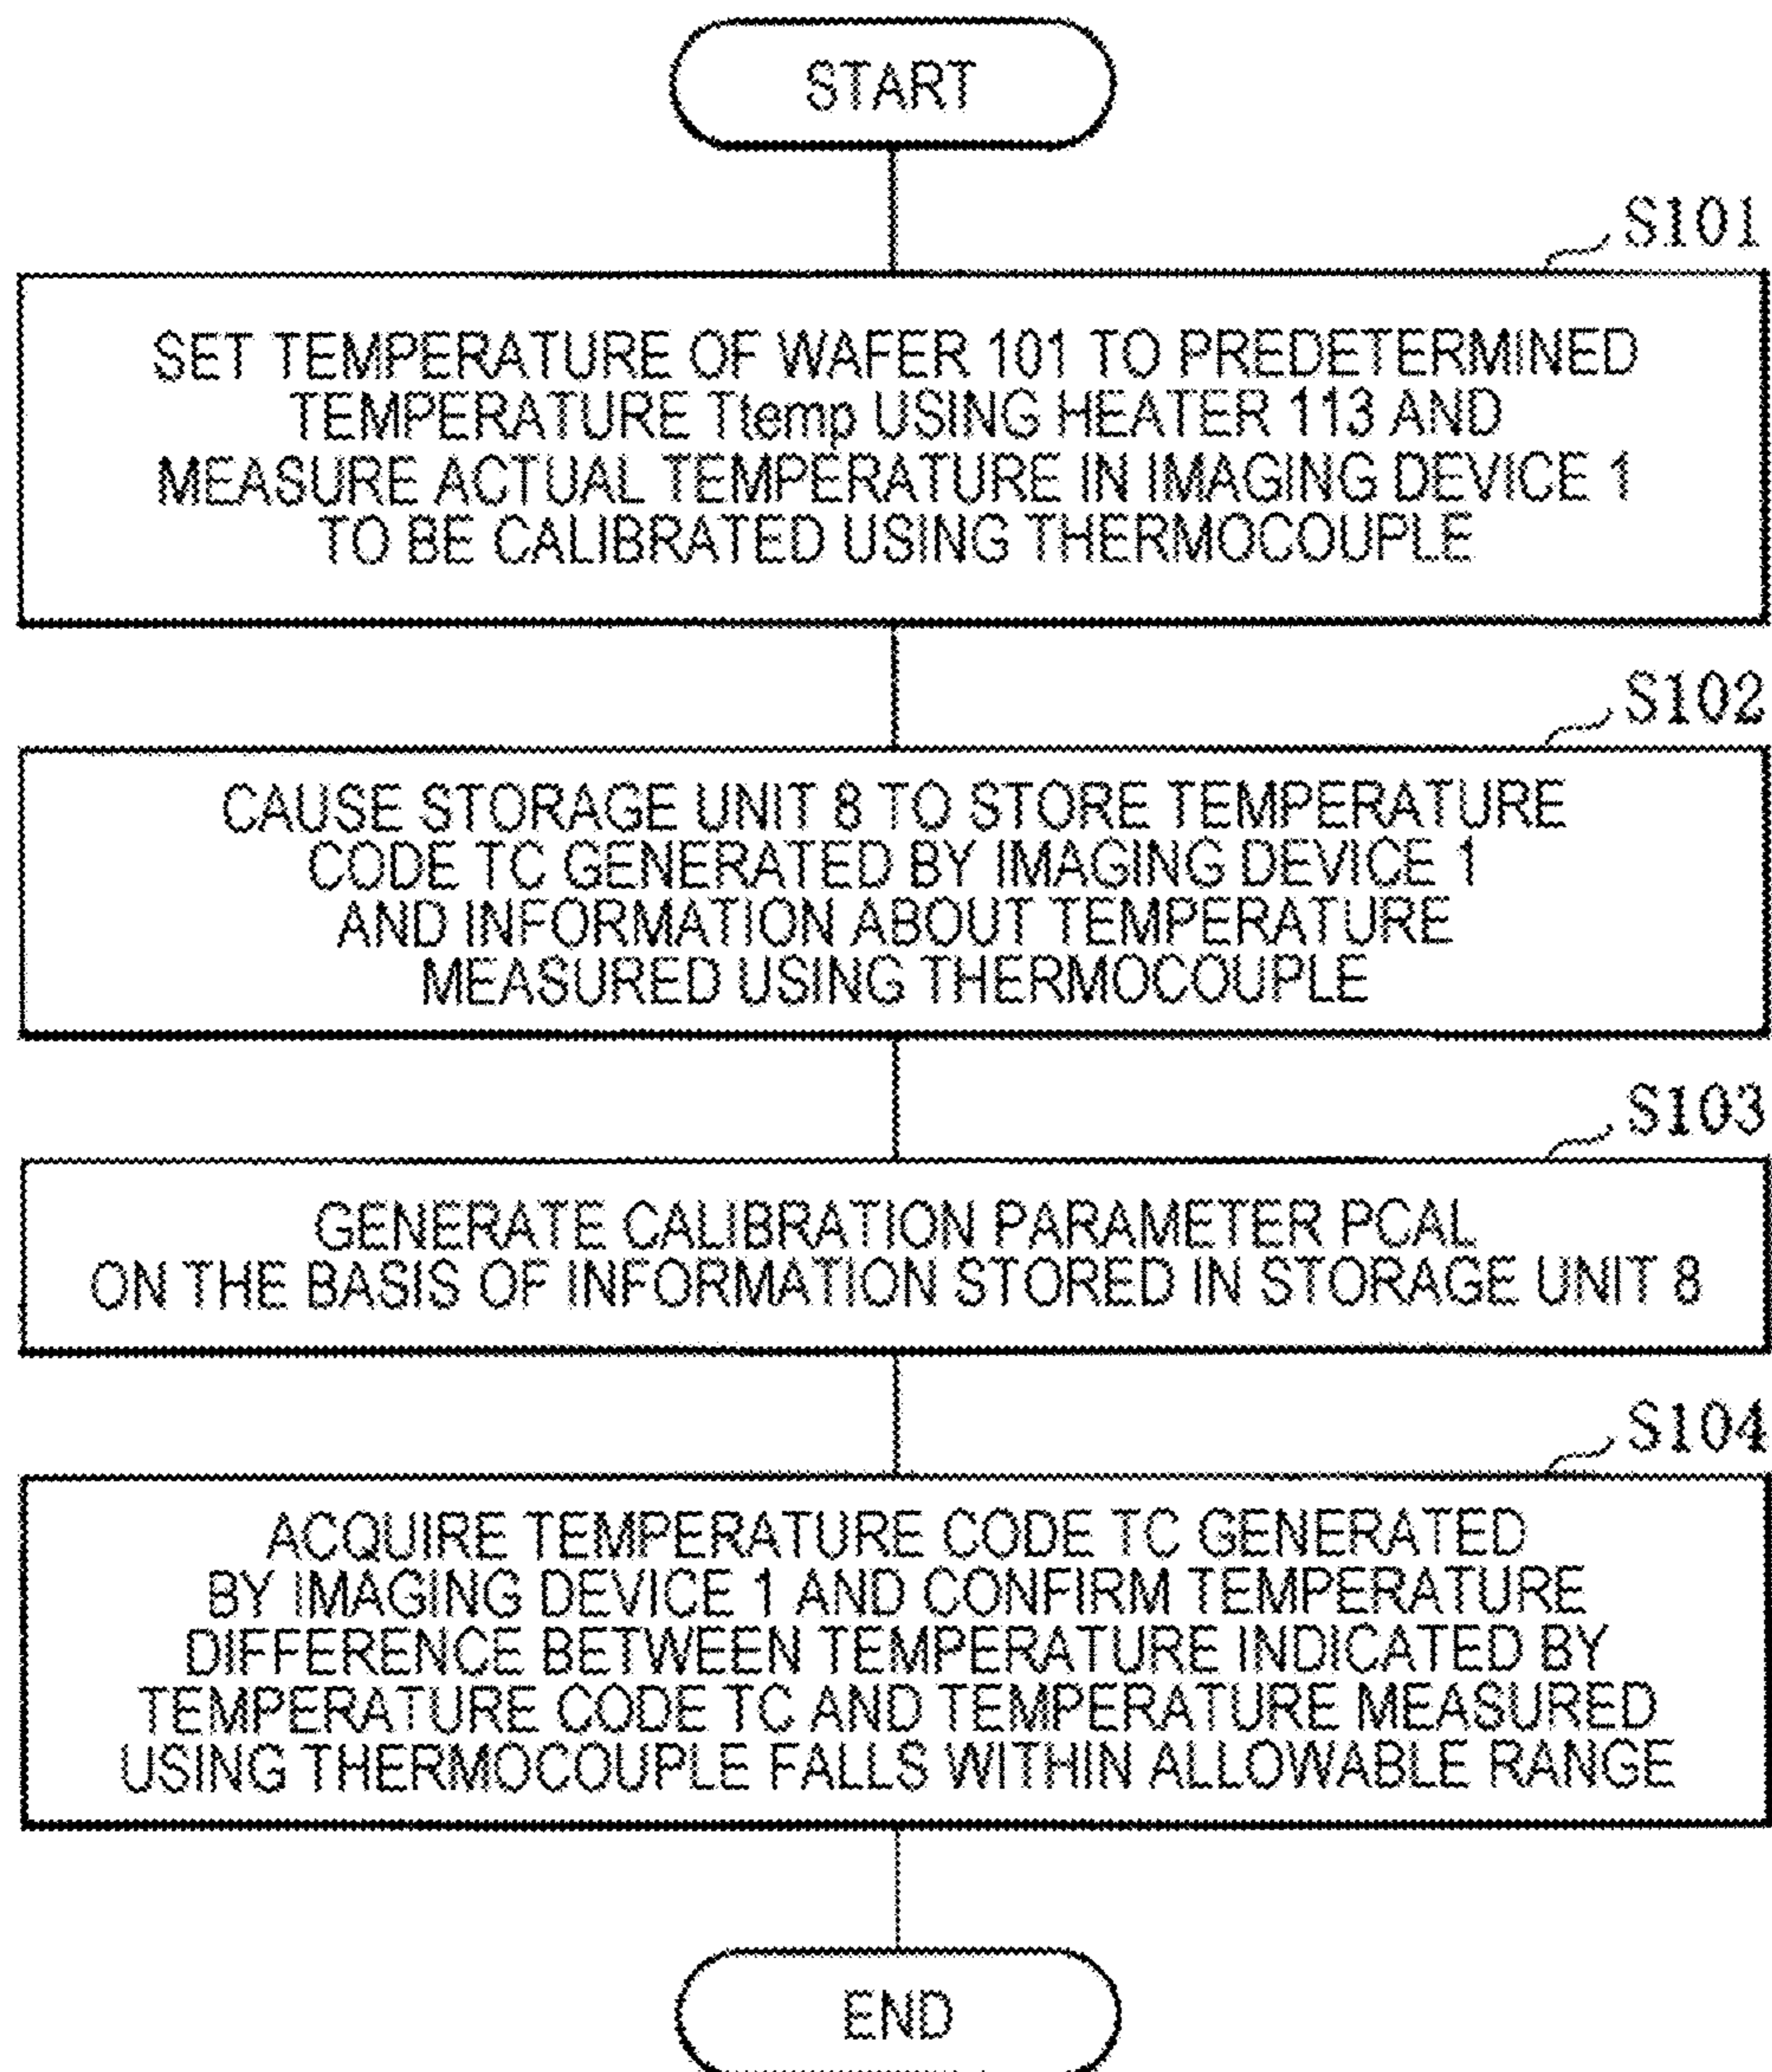 START
S101
SET TEMPERATURE OF WAFER 101 TO PREDETERMINED
TEMPERATURE Ttemp USING HEATER 113 AND
MEASURE ACTUAL TEMPERATURE IN IMAGING DEVICE 1
TO BE CALIBRATED USING THERMOCOUPLE
S102
CAUSE STORAGE UNIT 8 TO STORE TEMPERATURE
CODE TC GENERATED BY IMAGING DEVICE 1
AND INFORMATION ABOUT TEMPERATURE
MEASURED USING THERMOCOUPLE
S103
GENERATE CALIBRATION PARAMETER PCAL
ON THE BASIS OF INFORMATION STORED IN STORAGE UNIT 8
S104
ACQUIRE TEMPERATURE CODE TC GENERATED
BY IMAGING DEVICE 1 AND CONFIRM TEMPERATURE
DIFFERENCE BETWEEN TEMPERATURE INDICATED BY
TEMPERATURE CODE TC AND TEMPERATURE MEASURED
USING THERMOCOUPLE FALLS WITHIN ALLOWABLE RANGE
END